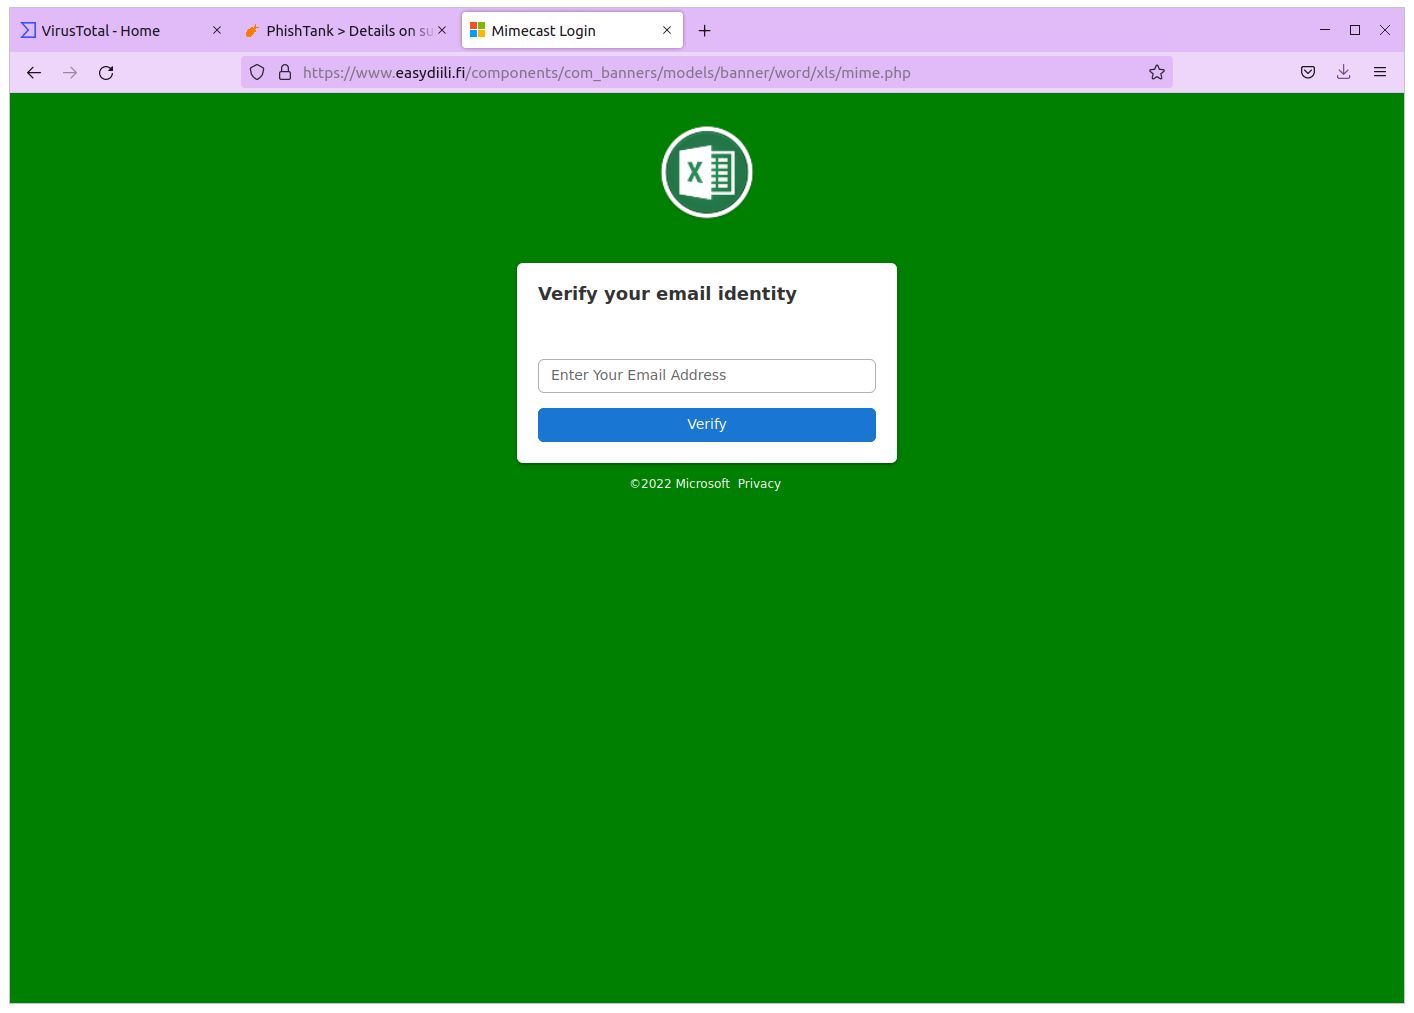 VirusTotal - Home
PhishTank > Details on su
Mimecast Login
https://www.easydiili.fi/components/com_banners/models/banner/word/xls/mime.php
X
Verify your email identity
Enter Your Email Address
Verify
©2022 Microsoft Privacy